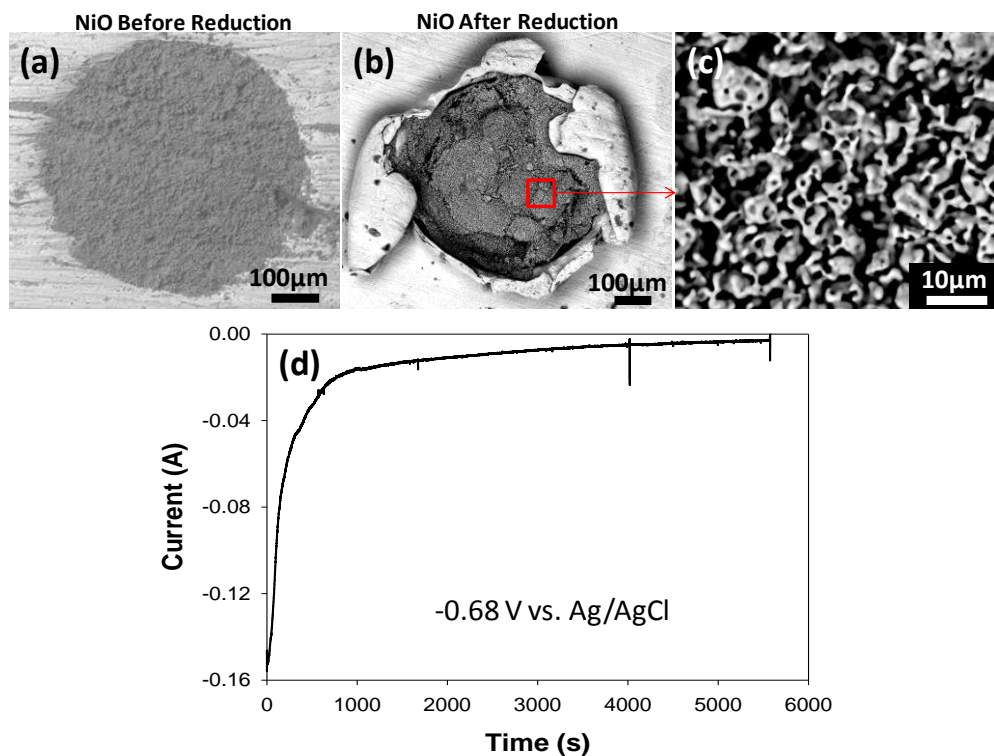 NiO Before Reduction
NiO After Reduction
(a)
(b)
(c)
100µm
100µm
10µm
(d)
0.00
-0.04
-0.08
-0.12
-0.16
Current (A)
-0.68 V vs. Ag/AgCl
0
1000
2000
3000
4000
5000
6000
Time (s)